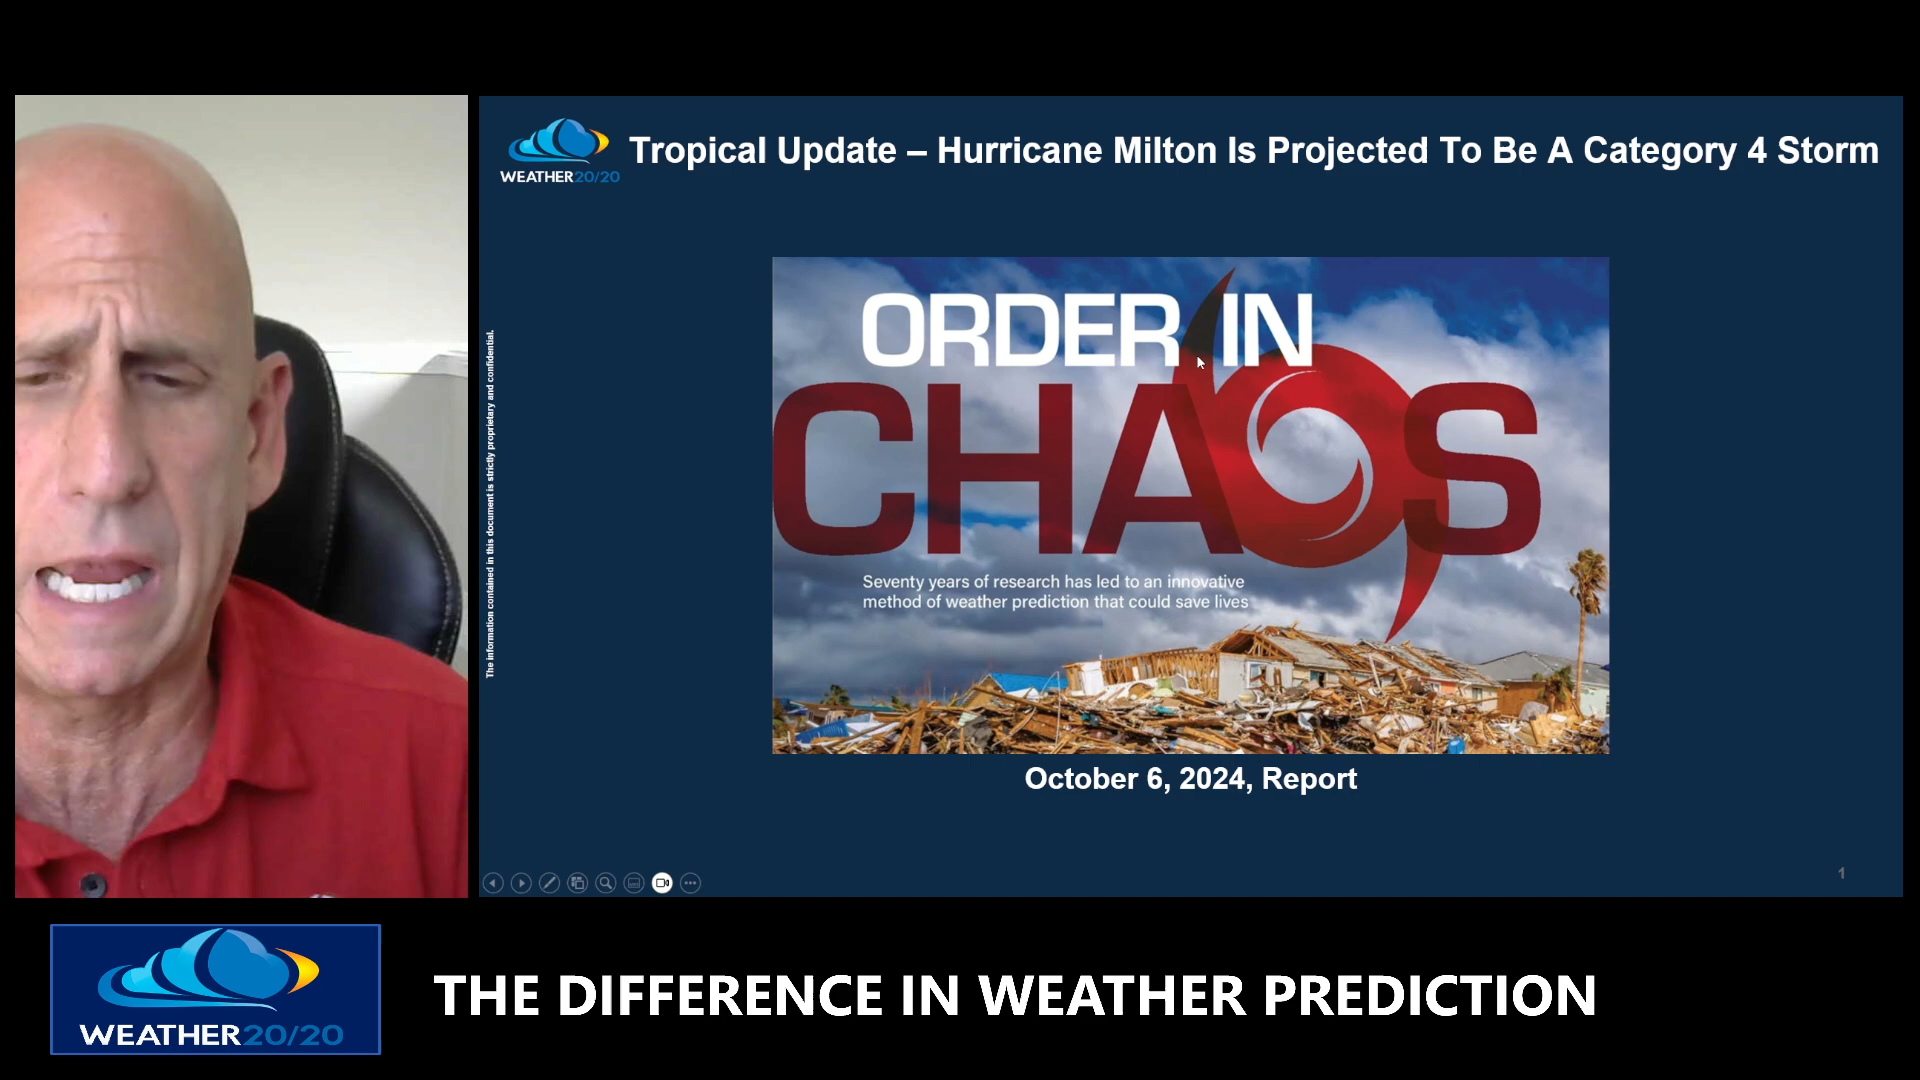 WEATHER20/20
Tropical Update – Hurricane Milton Is Projected To Be A Category 4 Storm
The information contained in this document is strictly proprietary and confidential.
ORDER IN
CHAOS
Seventy years of research has led to an innovative
method of weather prediction that could save lives
October 6, 2024, Report
1
WEATHER20/20
THE DIFFERENCE IN WEATHER PREDICTION